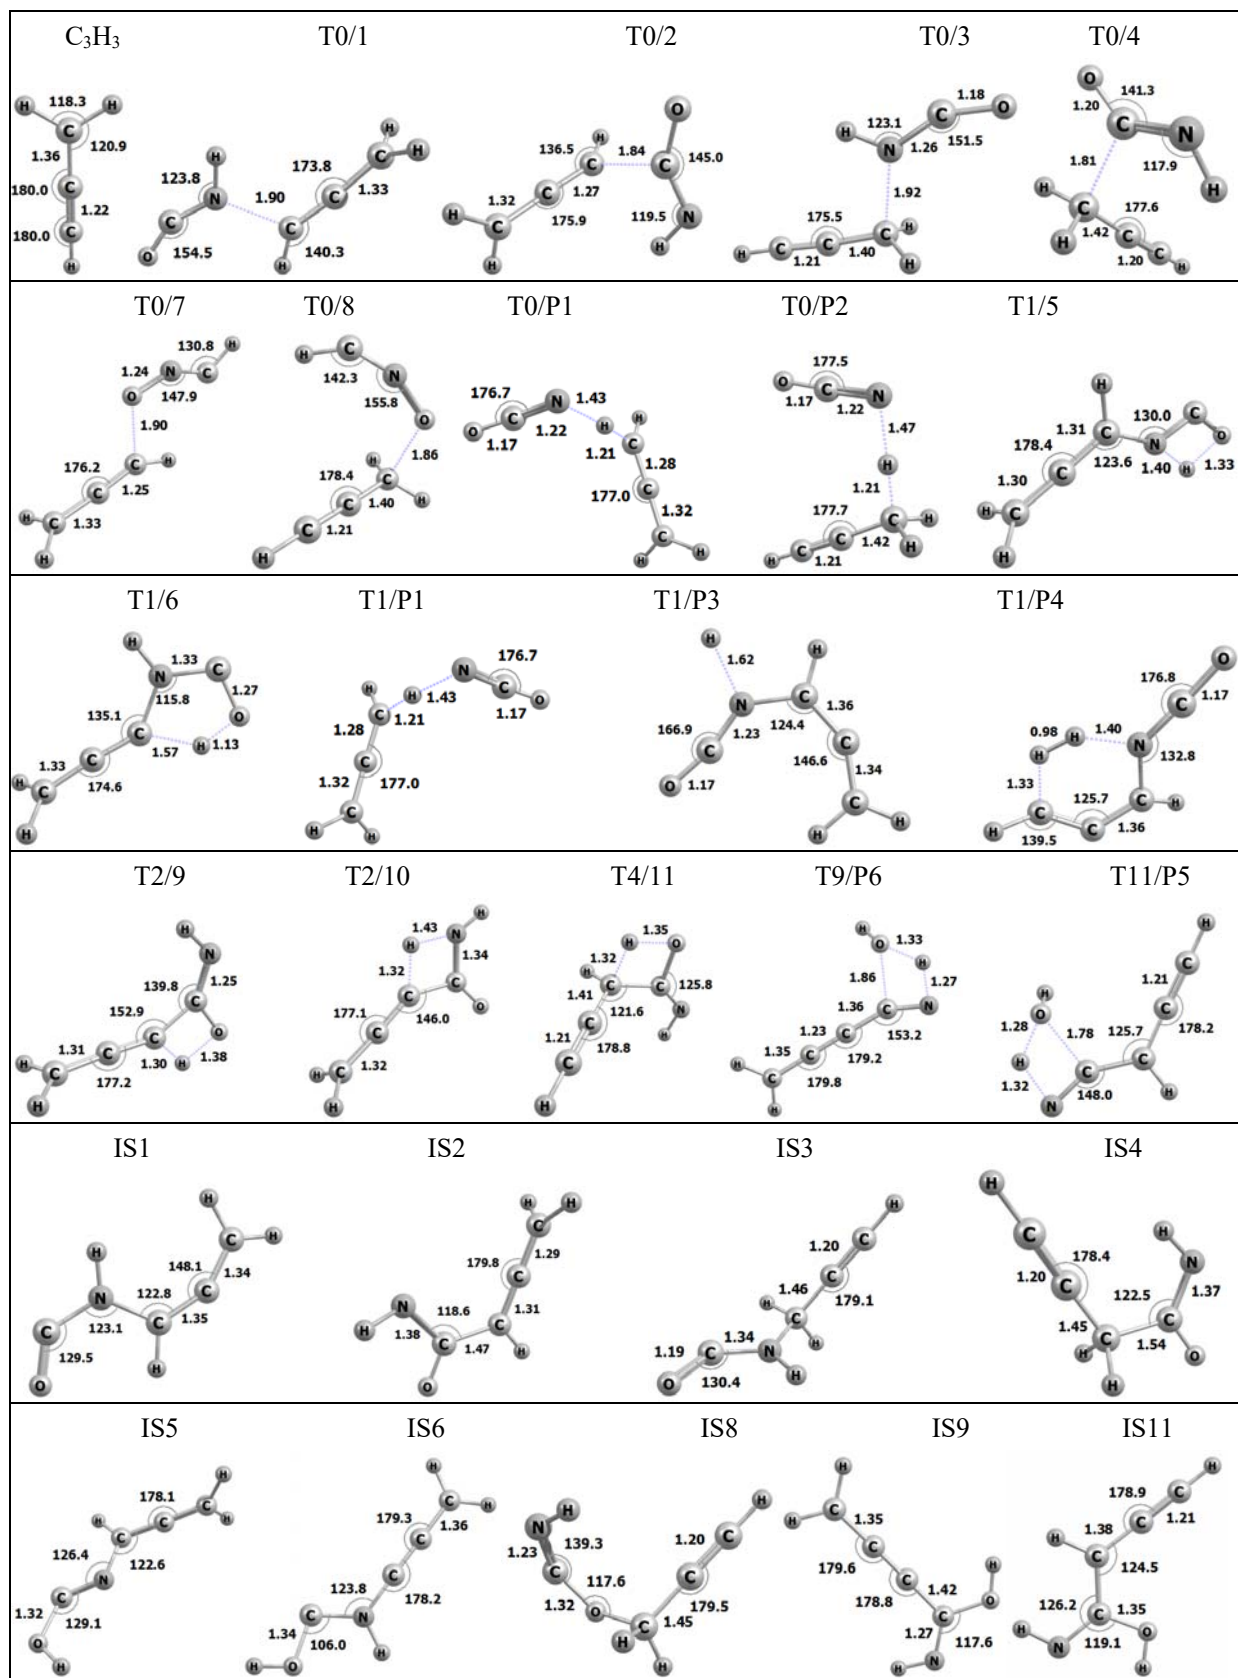 C₃H₃ T0/1 T0/2 T0/3 T0/4
H 118.3 H C 120.9 1.36 180.0 C 1.22 180.0 C H
H 123.8 N 1.90 C O 154.5 173.8 H C H C 1.33 C 140.3 H
O 136.5 H C 1.84 C 145.0 1.32 C 1.27 H C 175.9 119.5 N H H
123.1 H N 1.26 C 1.18 O 151.5 1.92 175.5 H C 1.21 C 1.40 C H H
O 141.3 1.20 C N 1.81 117.9 H H C 177.6 H 1.42 C 1.20 C H
T0/7 T0/8 T0/P1 T0/P2 T1/5
130.8 H 1.24 N C O 147.9 1.90 176.2 C H C 1.25 H C 1.33 H
H C 142.3 N 155.8 O 1.86 178.4 H C C 1.40 H C 1.21 H
176.7 N 1.43 O C 1.22 1.17 H H 1.21 C 1.28 177.0 C 1.32 C H H
177.5 O C N 1.17 1.22 1.47 H 1.21 177.7 C H H C C 1.42 H 1.21
H 1.31 C 130.0 C 178.4 N O C 123.6 1.40 H 1.33 1.30 H C H
T1/6 T1/P1 T1/P3 T1/P4
H 1.33 C N 115.8 1.27 135.1 O C 1.57 H 1.13 1.33 C H C 174.6 H
H H N 176.7 C 1.43 C O 1.21 1.17 1.28 C 1.32 177.0 C H H
H H 1.62 C N 1.36 166.9 124.4 C 1.23 C O 1.17 146.6 1.34 C H H
O 176.8 C 1.17 0.98 H 1.40 N H 132.8 1.33 125.7 C H C H C 1.36 139.5
T2/9 T2/10 T4/11 T9/P6 T11/P5
H N 139.8 1.25 152.9 C C O H C 1.31 C 1.30 H 1.38 177.2 H
1.43 H H N 1.32 1.34 177.1 C C O C 146.0 H C 1.32 H
1.35 H O 1.32 H C C 125.8 1.41 121.6 N C H 1.21 178.8 C H
H O 1.33 H 1.86 1.27 1.36 C N 1.23 C 153.2 1.35 C 179.2 H C 179.8 H
H 1.21 C H C O 178.2 1.28 1.78 125.7 H C C 1.32 H N 148.0
IS1 IS2 IS3 IS4
H H C H 148.1 1.34 N 122.8 C C 123.1 C 1.35 129.5 H O
H H C 179.8 1.29 C N 118.6 1.31 H 1.38 C C 1.47 H O
H 1.20 C C 1.46 179.1 H C 1.34 H 1.19 C N O 130.4 H
H C H 178.4 N 1.20 C 122.5 1.37 1.45 C C H 1.54 O H
IS5 IS6 IS8 IS9 IS11
178.1 H H C C C H 126.4 122.6 N C 1.32 129.1 O H
H C H 179.3 1.36 C C 123.8 178.2 C N 1.34 106.0 H H O
H N 139.3 1.20 C 1.23 C 117.6 C 1.32 O 179.5 C H 1.45 H
H H C 1.35 C H 179.6 C 1.42 178.8 O C 1.27 117.6 H N
178.9 H C H 1.38 C 1.21 C 124.5 126.2 C 1.35 H N O 119.1 H